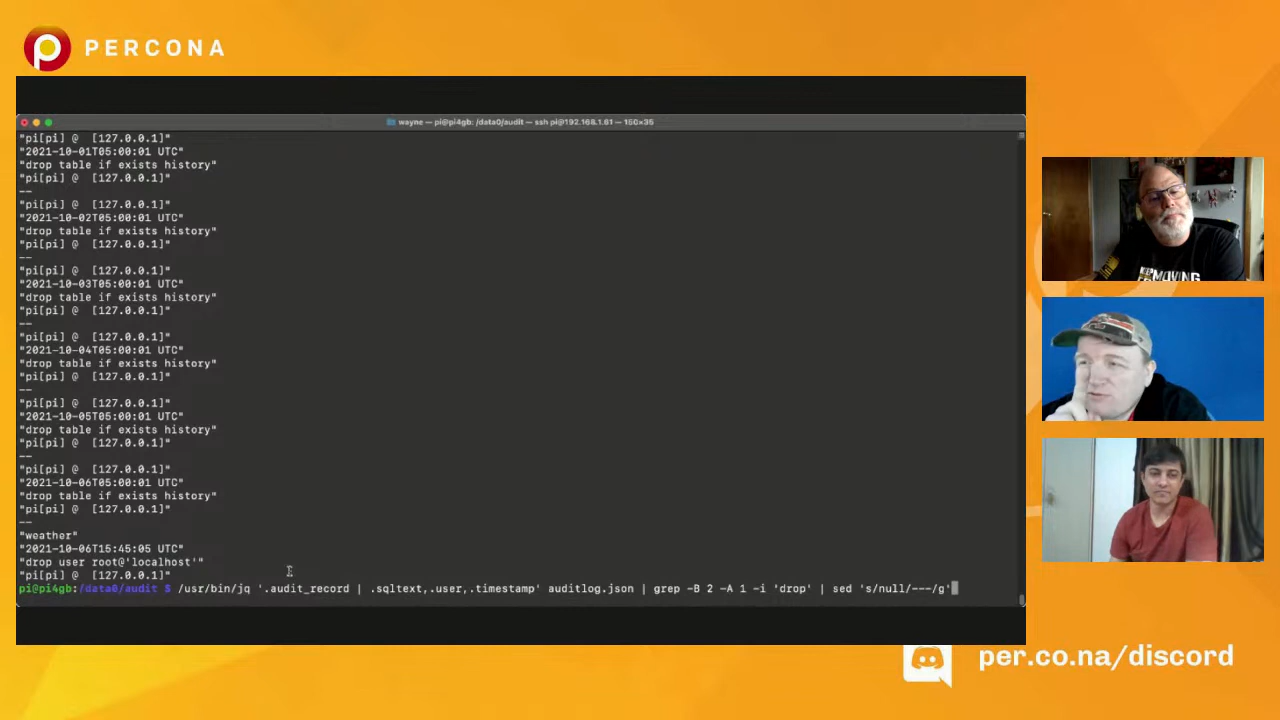 PERCONA
wayne — pi@pi4gb: /data0/audit — ssh pi@192.168.1.61 — 150×35
"pi[pi] @  [127.0.0.1]"
"2021-10-01T05:00:01 UTC"
"drop table if exists history"
"pi[pi] @  [127.0.0.1]"
--
"pi[pi] @  [127.0.0.1]"
"2021-10-02T05:00:01 UTC"
"drop table if exists history"
"pi[pi] @  [127.0.0.1]"
--
"pi[pi] @  [127.0.0.1]"
"2021-10-03T05:00:01 UTC"
"drop table if exists history"
"pi[pi] @  [127.0.0.1]"
--
"pi[pi] @  [127.0.0.1]"
"2021-10-04T05:00:01 UTC"
"drop table if exists history"
"pi[pi] @  [127.0.0.1]"
--
"pi[pi] @  [127.0.0.1]"
"2021-10-05T05:00:01 UTC"
"drop table if exists history"
"pi[pi] @  [127.0.0.1]"
--
"pi[pi] @  [127.0.0.1]"
"2021-10-06T05:00:01 UTC"
"drop table if exists history"
"pi[pi] @  [127.0.0.1]"
--
"weather"
"2021-10-06T15:45:05 UTC"
"drop user root@'localhost'"
"pi[pi] @  [127.0.0.1]"
pi@pi4gb:/data0/audit $ /usr/bin/jq '.audit_record | .sqltext,.user,.timestamp' auditlog.json | grep -B 2 -A 1 -i 'drop' | sed 's/null/---/g'
MOVING
per.co.na/discord